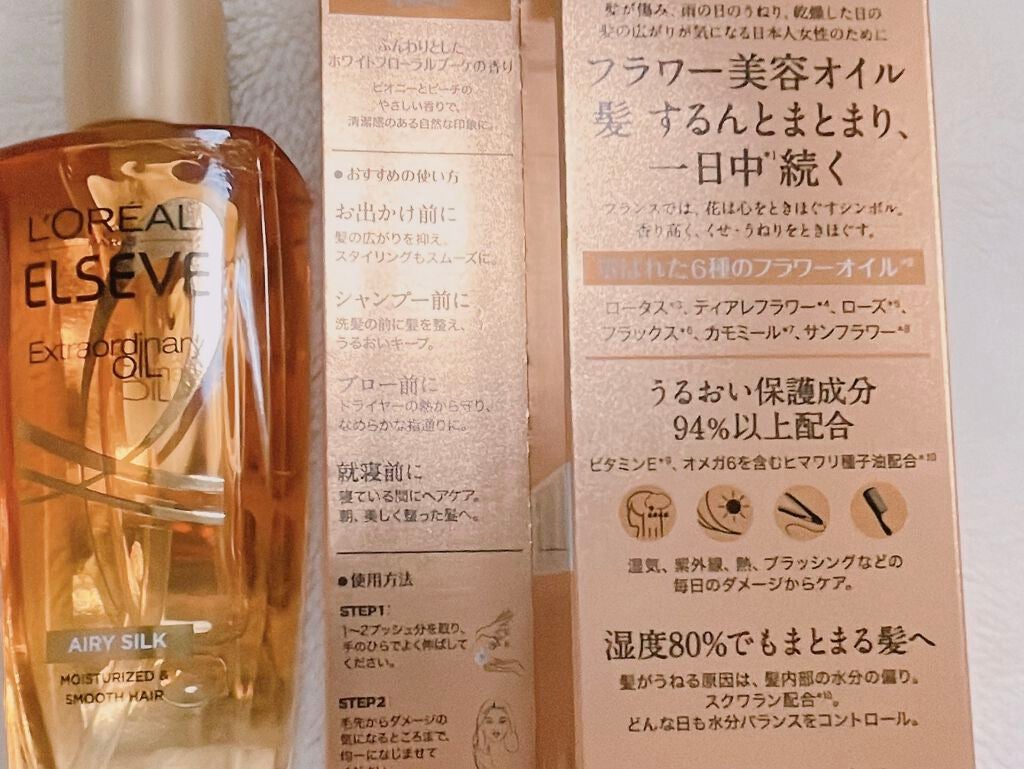 L'ORÉAL
ELSEVE
Extraordinary
OIL
AIRY SILK
MOISTURIZED &
SMOOTH HAIR
ふんわりとした
ホワイトフローラルブーケの香り
ピオニーとピーチの
やさしい香りで、
清潔感のある自然な印象に。
●おすすめの使い方
お出かけ前に
髪の広がりを抑え、
スタイリングもスムーズに。
シャンプー前に
洗髪の前に髪を整え、
うるおいキープ。
ブロー前に
ドライヤーの熱から守り、
なめらかな指通りに。
就寝前に
寝ている間にヘアケア。
朝、美しく整った髪へ。
●使用方法
STEP1
1〜2プッシュ分を取り、
手のひらでよく伸ばして
ください。
STEP2
毛先からダメージの
気になるところまで、
均一になじませて
髪が傷み、雨の日のうねり、乾燥した日の
髪の広がりが気になる日本人女性のために
フラワー美容オイル
髪 するんとまとまり、
一日中*1続く
フランスでは、花は心をときほぐすシンボル。
香り高く、くせ・うねりをときほぐす。
選ばれた6種のフラワーオイル*2
ロータス*3、ティアレフラワー*4、ローズ*5、
フラックス*6、カモミール*7、サンフラワー*8
うるおい保護成分
94%以上配合
ビタミンE*9、オメガ6を含むヒマワリ種子油配合*10
湿気、紫外線、熱、ブラッシングなどの
毎日のダメージからケア。
湿度80%でもまとまる髪へ
髪がうねる原因は、髪内部の水分の偏り。
スクワラン配合*10。
どんな日も水分バランスをコントロール。